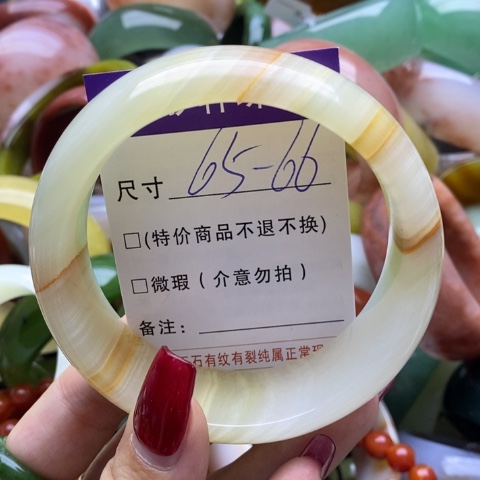 尺寸 65-66
□(特价商品不退不换)
□微瑕(介意勿拍)
备注:
石有纹有裂纯属正常现